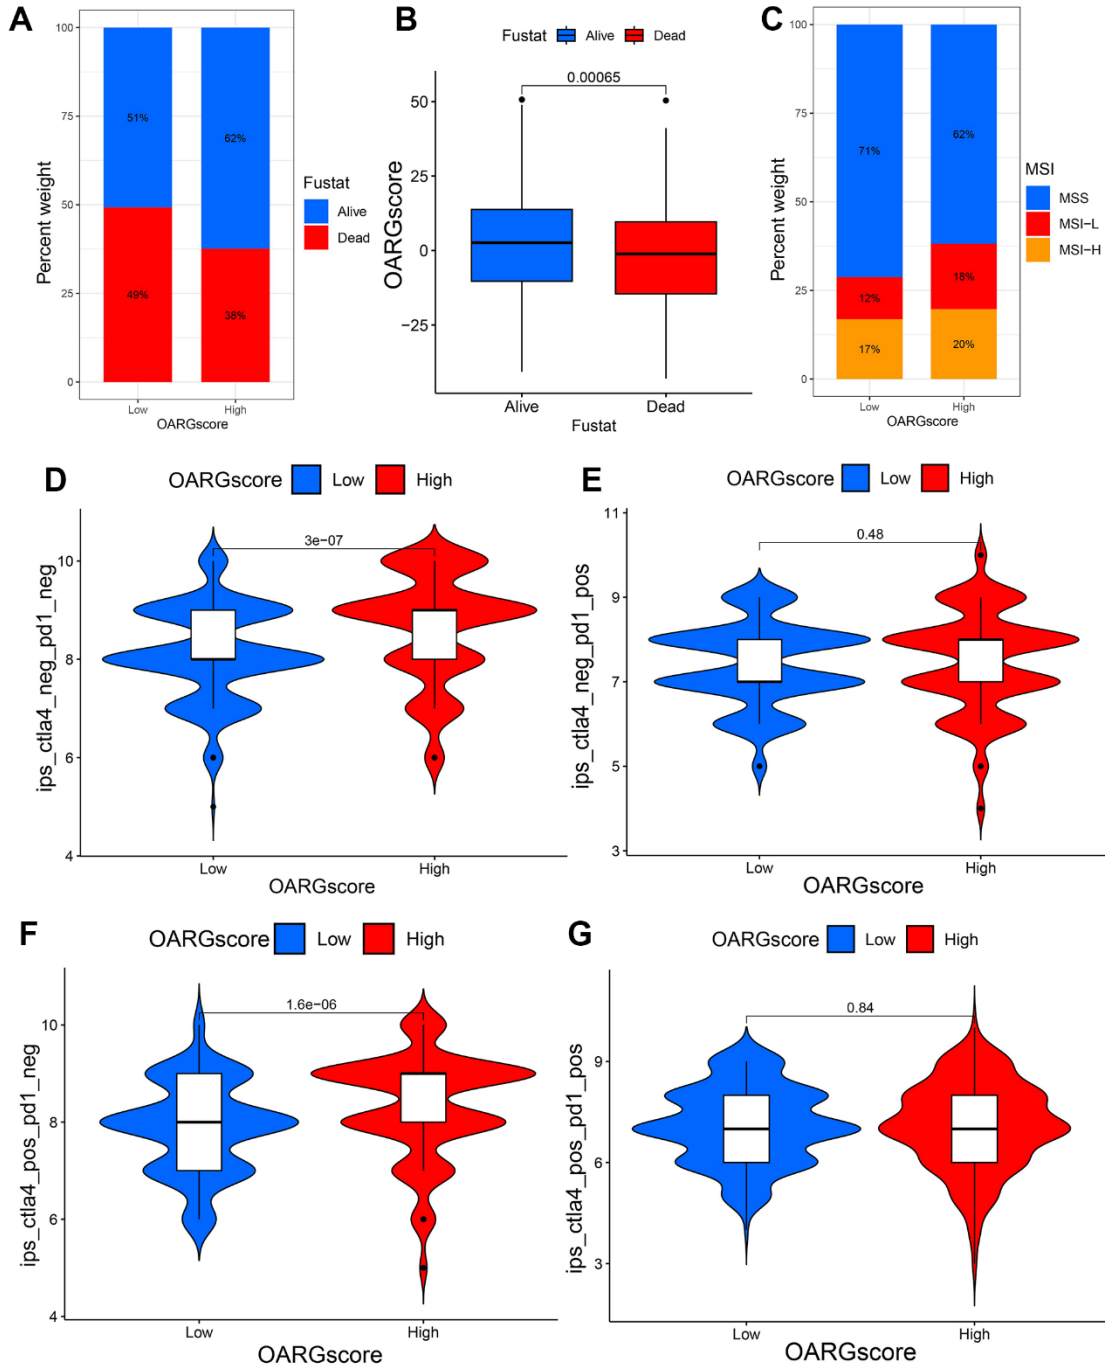 A
100
75
50
25
0
Percent weight
51%
49%
62%
38%
Low
High
OARGscore
Fustat
Alive
Dead
B
Fustat Alive Dead
0.00065
50
25
0
−25
OARGscore
Alive
Dead
Fustat
C
100
75
50
25
0
Percent weight
71%
12%
17%
62%
18%
20%
Low
High
OARGscore
MSI
MSS
MSI-L
MSI-H
D
OARGscore Low High
3e−07
10
8
6
4
ips_ctla4_neg_pd1_neg
Low
High
OARGscore
E
OARGscore Low High
0.48
11
9
7
5
3
ips_ctla4_neg_pd1_pos
Low
High
OARGscore
F
OARGscore Low High
1.6e−06
10
8
6
4
ips_ctla4_pos_pd1_neg
Low
High
OARGscore
G
OARGscore Low High
0.84
9
6
3
ips_ctla4_pos_pd1_pos
Low
High
OARGscore